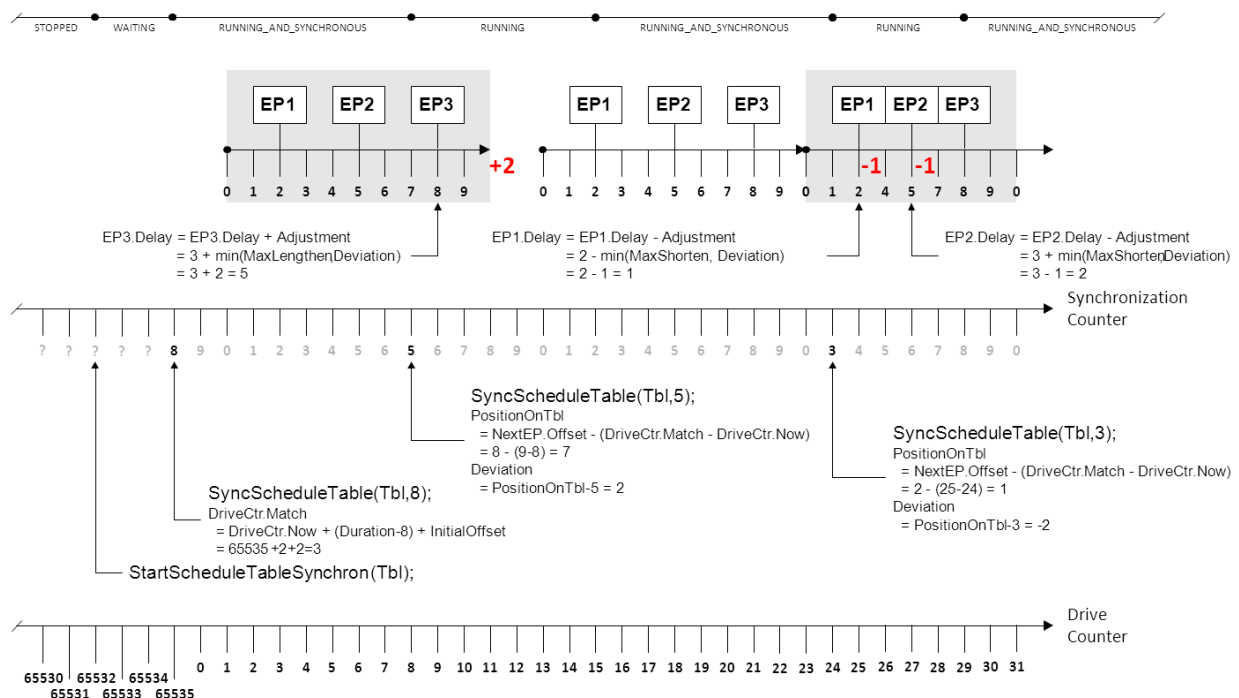 STOPPED WAITING RUNNING_AND_SYNCHRONOUS RUNNING RUNNING_AND_SYNCHRONOUS RUNNING RUNNING_AND_SYNCHRONOUS
EP1 EP2 EP3 EP1 EP2 EP3 EP1 EP2 EP3
+2 -1 -1
0 1 2 3 4 5 6 7 8 9 0 1 2 3 4 5 6 7 8 9 0 1 2 4 5 7 8 9 0
EP3.Delay = EP3.Delay + Adjustment
= 3 + min(MaxLengthen,Deviation)
= 3 + 2 = 5
EP1.Delay = EP1.Delay - Adjustment
= 2 - min(MaxShorten, Deviation)
= 2 - 1 = 1
EP2.Delay = EP2.Delay - Adjustment
= 3 + min(MaxShorten,Deviation)
= 3 - 1 = 2
Synchronization
Counter
? ? ? ? ? 8 9 0 1 2 3 4 5 6 5 6 7 8 9 0 1 2 3 4 5 6 7 8 9 0 3 4 5 6 7 8 9 0
SyncScheduleTable(Tbl,5);
PositionOnTbl
= NextEP.Offset - (DriveCtr.Match - DriveCtr.Now)
= 8 - (9-8) = 7
Deviation
= PositionOnTbl-5 = 2
SyncScheduleTable(Tbl,3);
PositionOnTbl
= NextEP.Offset - (DriveCtr.Match - DriveCtr.Now)
= 2 - (25-24) = 1
Deviation
= PositionOnTbl-3 = -2
SyncScheduleTable(Tbl,8);
DriveCtr.Match
= DriveCtr.Now + (Duration-8) + InitialOffset
= 65535 +2+2=3
StartScheduleTableSynchron(Tbl);
Drive
Counter
0 1 2 3 4 5 6 7 8 9 10 11 12 13 14 15 16 17 18 19 20 21 22 23 24 25 26 27 28 29 30 31
65530 65532 65534
65531 65533 65535